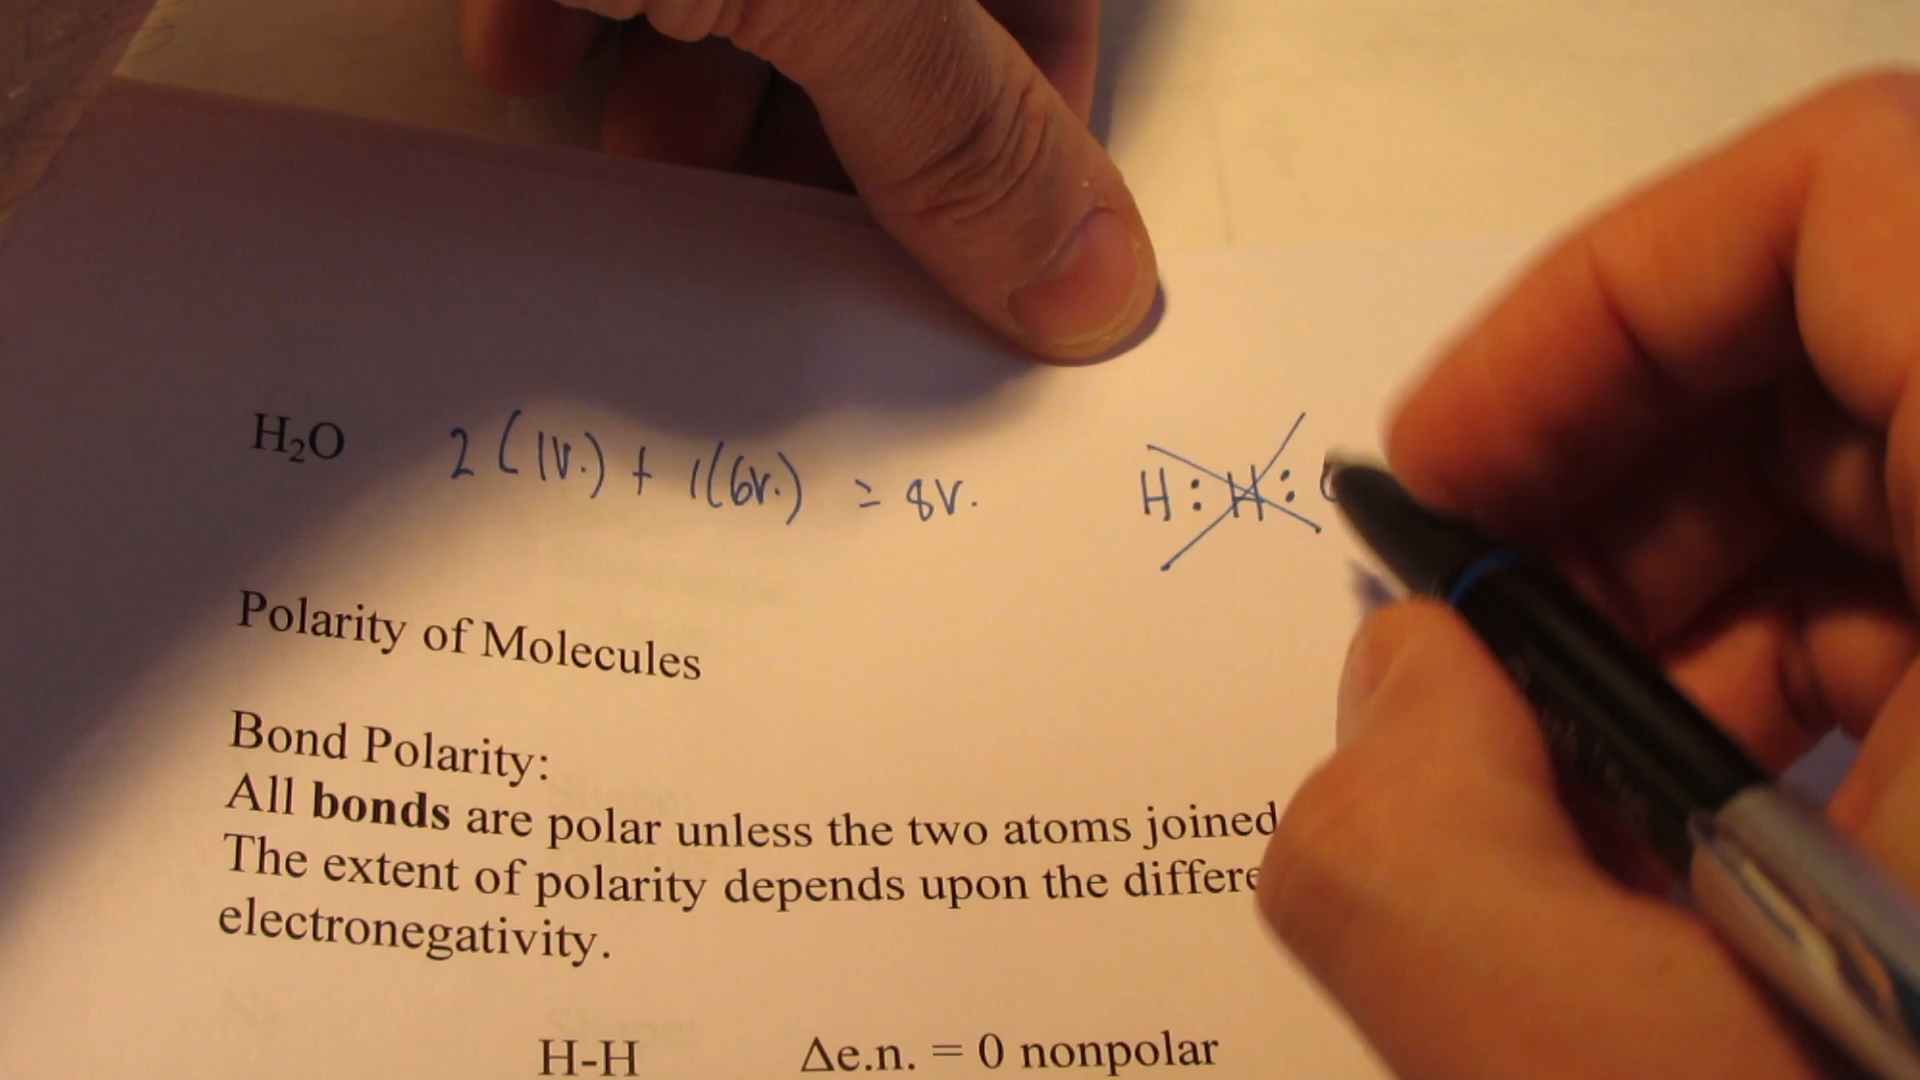 H₂O 2(1v.) + 1(6v.) = 8v. H : H :
Polarity of Molecules
Bond Polarity:
All bonds are polar unless the two atoms joined
The extent of polarity depends upon the differe
electronegativity.
H-H Δe.n. = 0 nonpolar